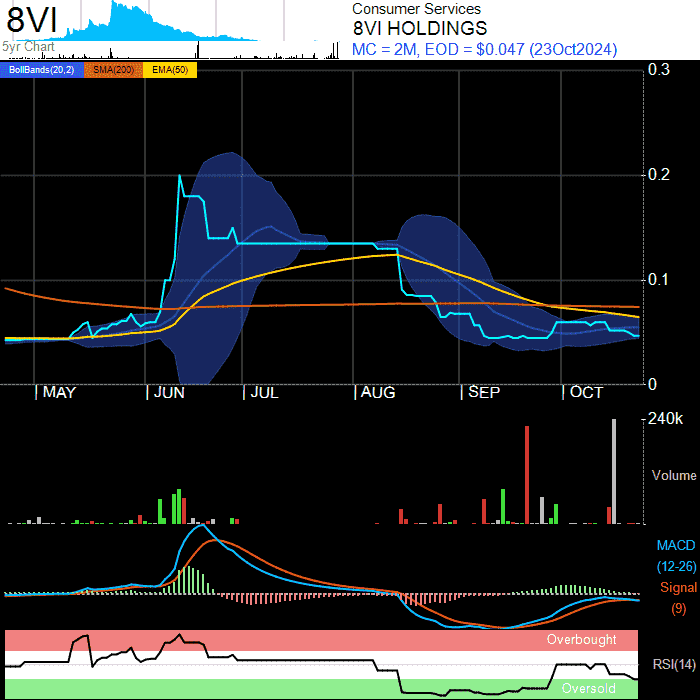 8VI
Consumer Services
8VI HOLDINGS
5yr Chart
MC = 2M, EOD = $0.047 (23Oct2024)
BollBands(20,2) SMA(200) EMA(50)
0.3
0.2
0.1
0
MAY JUN JUL AUG SEP OCT
240k
Volume
MACD
(12-26)
Signal
(9)
Overbought
RSI(14)
Oversold